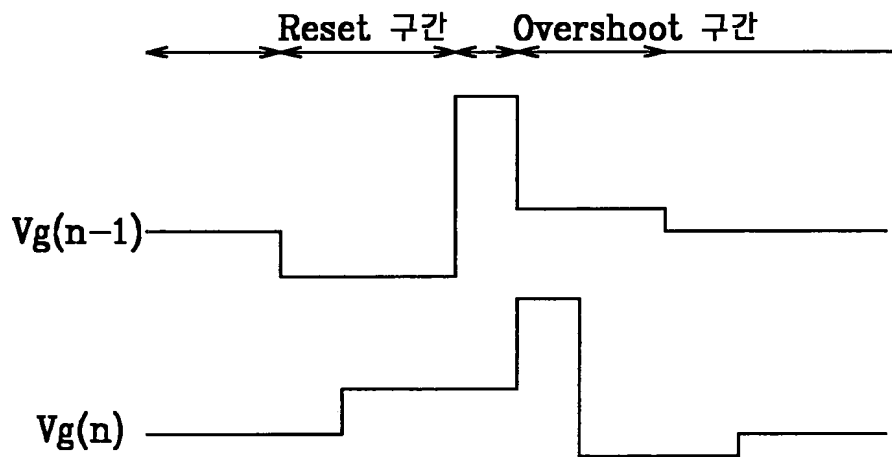 Reset 구간 Overshoot 구간
Vg(n-1)
Vg(n)